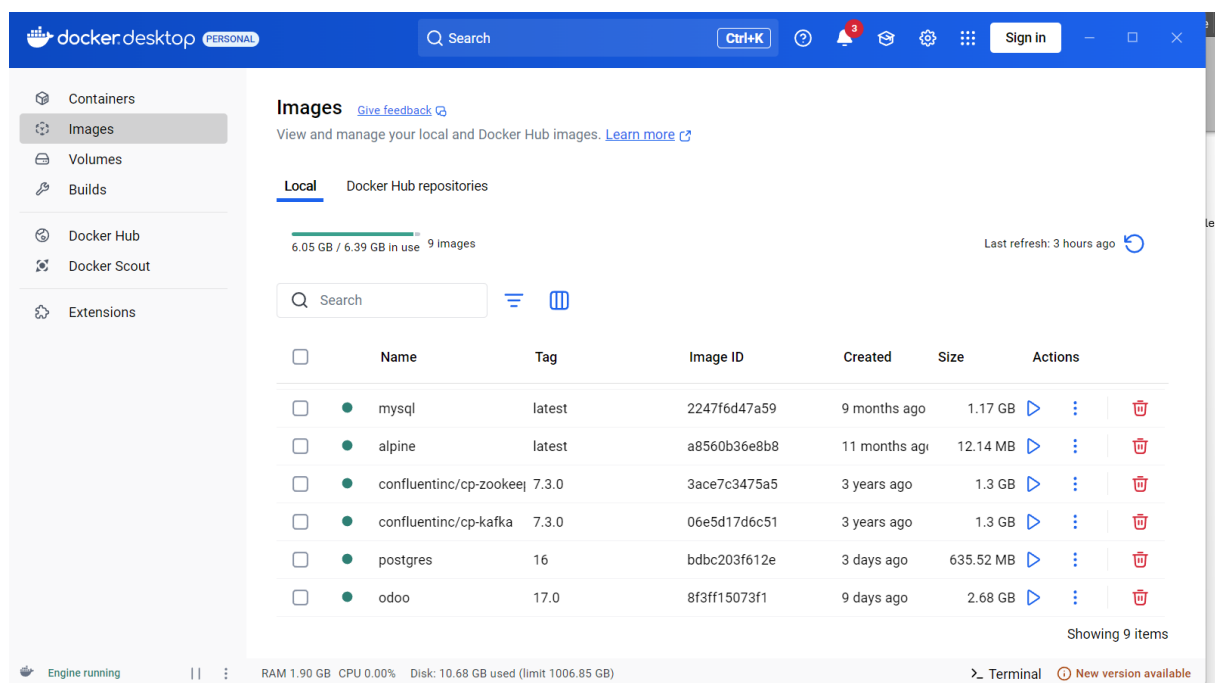 docker.desktop PERSONAL Search Ctrl+K 3 Sign in
Containers
Images
Volumes
Builds
Docker Hub
Docker Scout
Extensions
Images Give feedback
View and manage your local and Docker Hub images. Learn more
Local Docker Hub repositories
6.05 GB / 6.39 GB in use 9 images Last refresh: 3 hours ago
Search
Name Tag Image ID Created Size Actions
mysql latest 2247f6d47a59 9 months ago 1.17 GB
alpine latest a8560b36e8b8 11 months ag 12.14 MB
confluentinc/cp-zookee 7.3.0 3ace7c3475a5 3 years ago 1.3 GB
confluentinc/cp-kafka 7.3.0 06e5d17d6c51 3 years ago 1.3 GB
postgres 16 bdbc203f612e 3 days ago 635.52 MB
odoo 17.0 8f3ff15073f1 9 days ago 2.68 GB
Showing 9 items
Engine running RAM 1.90 GB CPU 0.00% Disk: 10.68 GB used (limit 1006.85 GB) >_ Terminal New version available